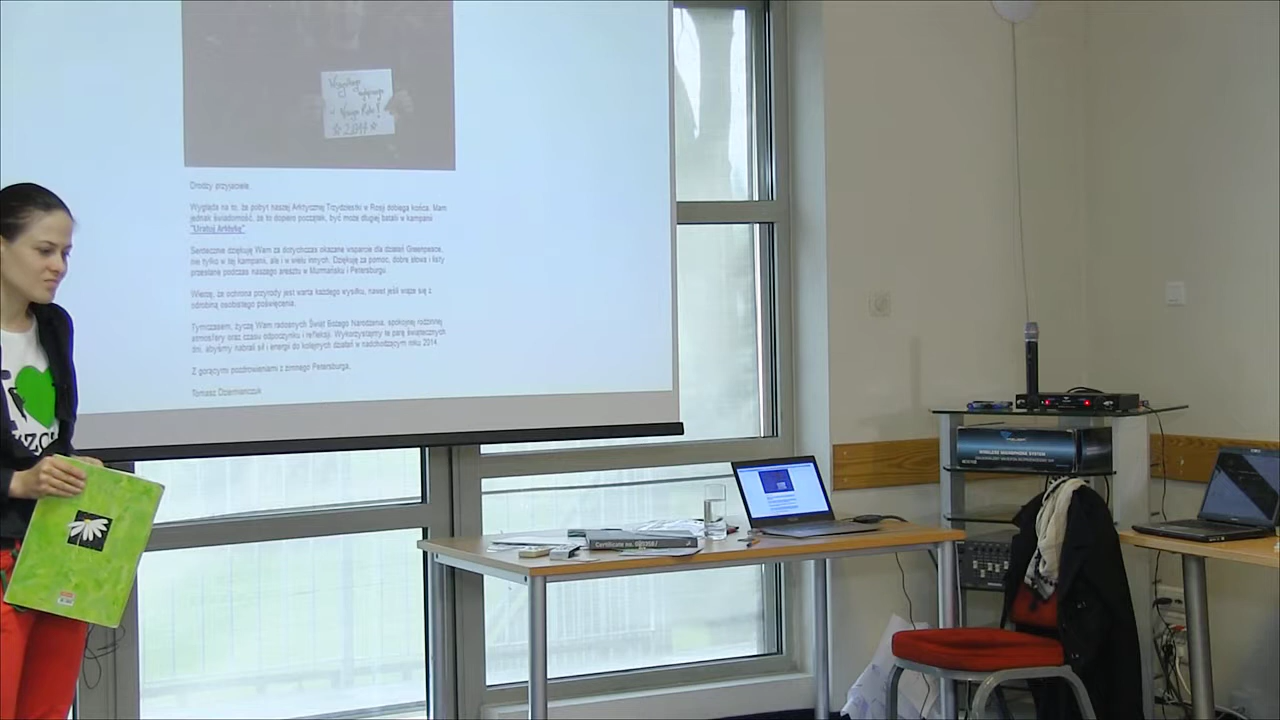 Wszystkiego
najlepszego
w Nowym Roku!
☆2014☆
Drodzy przyjaciele,
Wygląda na to, że pobyt naszej Arktycznej Trzydziestki w Rosji dobiega końca. Mam
jednak świadomość, że to dopiero początek, być może długiej batalii w kampanii
"Uratuj Arktykę".
Serdecznie dziękuję Wam za dotychczas okazane wsparcie dla działań Greenpeace,
nie tylko w tej kampanii, ale i w wielu innych. Dziękuję za pomoc, dobre słowa i listy
przesłane podczas naszego aresztu w Murmańsku i Petersburgu.
Wierzę, że ochrona przyrody jest warta każdego wysiłku, nawet jeśli wiąże się z
odrobiną osobistego poświęcenia.
Tymczasem, życzę Wam radosnych Świąt Bożego Narodzenia, spokojnej rodzinnej
atmosfery oraz czasu odpoczynku i refleksji. Wykorzystajmy te parę świątecznych
dni, abyśmy nabrali sił i energii do kolejnych działań w nadchodzącym roku 2014.
Z gorącymi pozdrowieniami z zimnego Petersburga,
Tomasz Dziemianczuk
Certificate no.
WIRELESS MICROPHONE SYSTEM